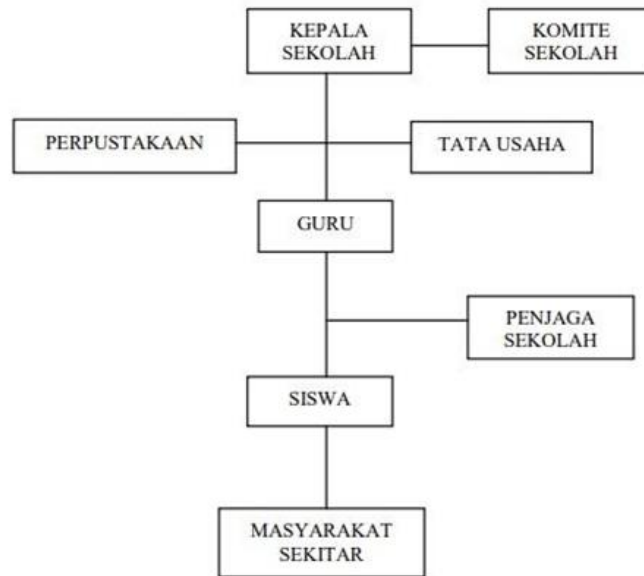 KEPALA
SEKOLAH
KOMITE
SEKOLAH
PERPUSTAKAAN
TATA USAHA
GURU
PENJAGA
SEKOLAH
SISWA
MASYARAKAT
SEKITAR